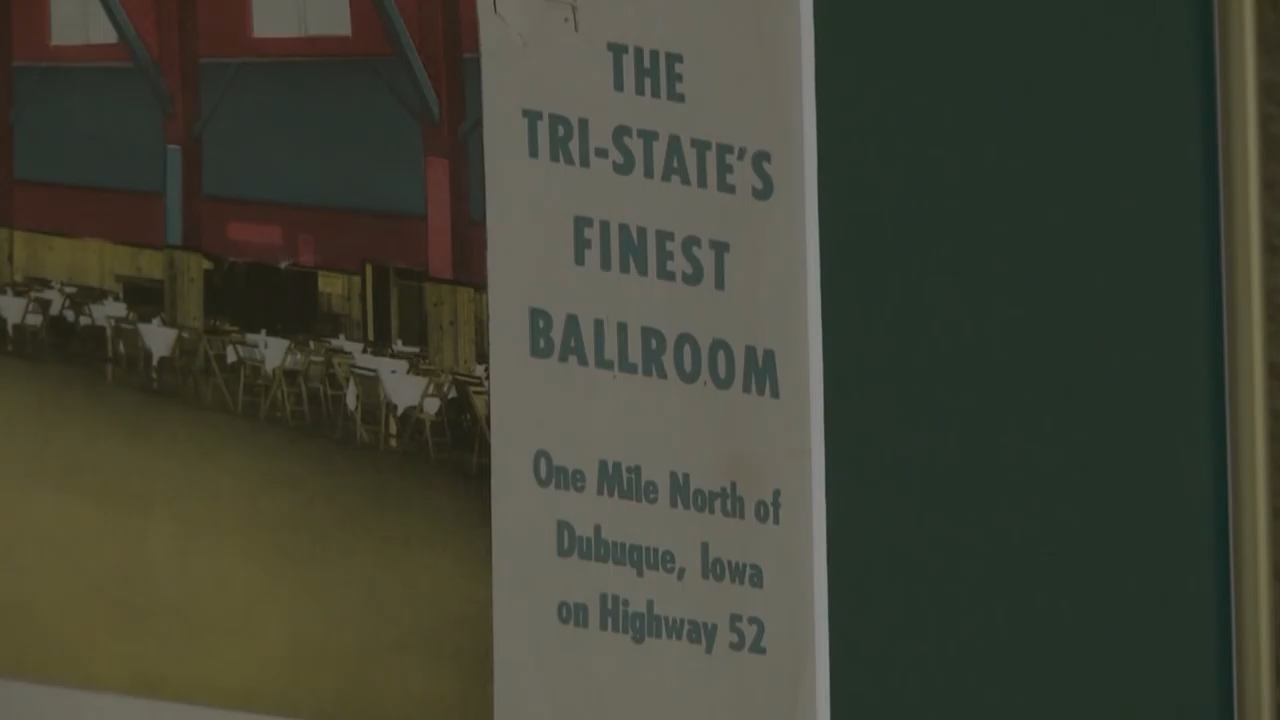 THE
TRI-STATE'S
FINEST
BALLROOM
One Mile North of
Dubuque, Iowa
on Highway 52